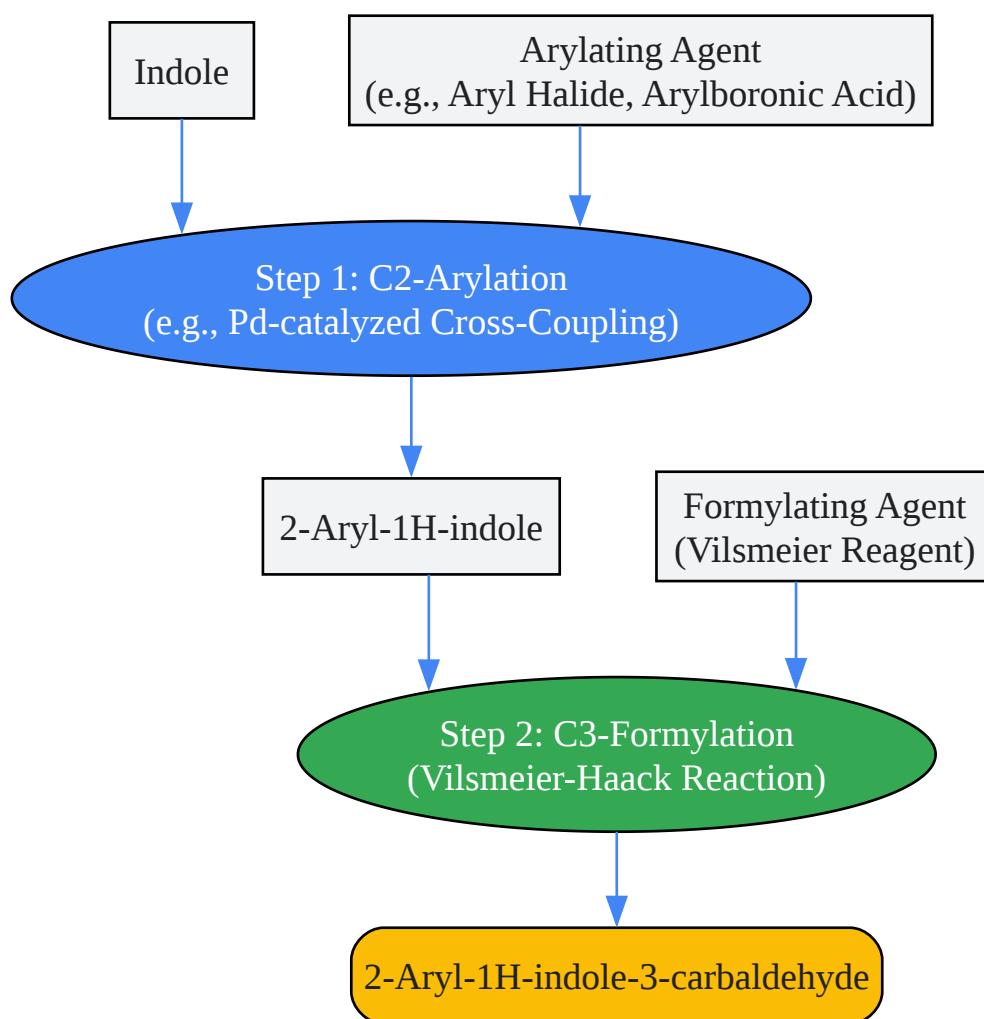 Indole
Arylating Agent
(e.g., Aryl Halide, Arylboronic Acid)
Step 1: C2-Arylation
(e.g., Pd-catalyzed Cross-Coupling)
2-Aryl-1H-indole
Formylating Agent
(Vilsmeier Reagent)
Step 2: C3-Formylation
(Vilsmeier-Haack Reaction)
2-Aryl-1H-indole-3-carbaldehyde